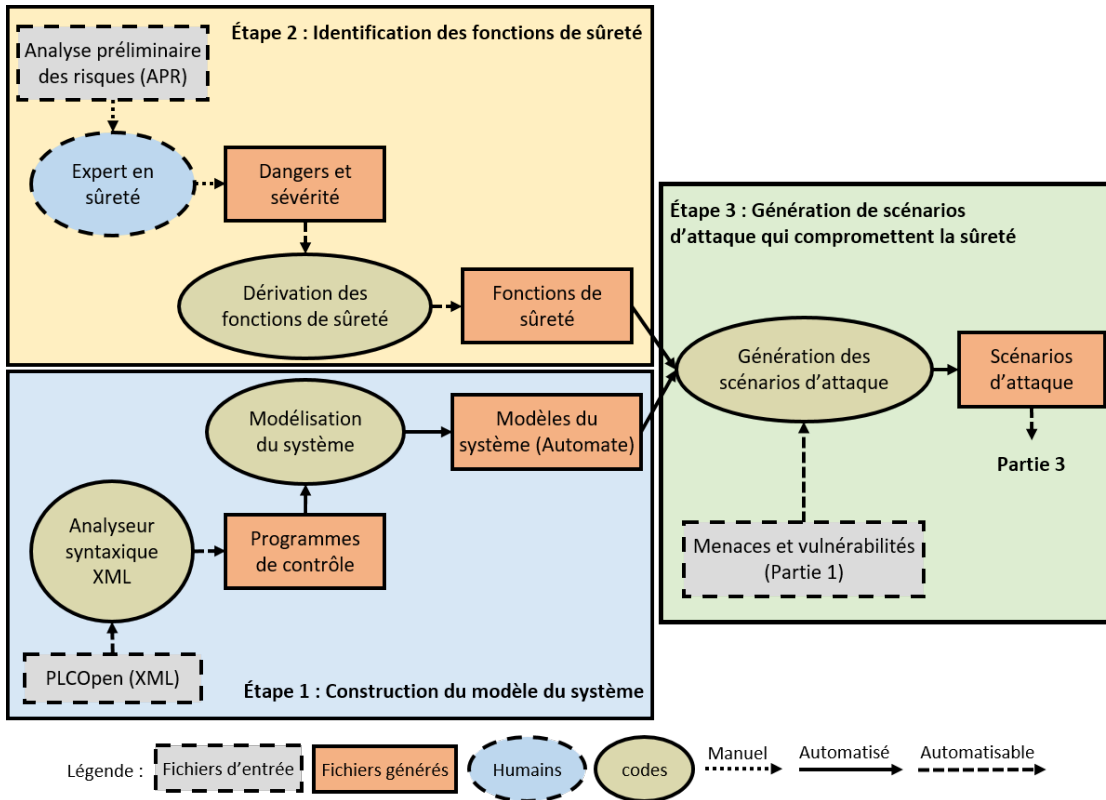 Étape 2 : Identification des fonctions de sûreté
Analyse préliminaire
des risques (APR)
Expert en
sûreté
Dangers et
sévérité
Dérivation des
fonctions de sûreté
Fonctions de
sûreté
Étape 3 : Génération de scénarios
d'attaque qui compromettent la sûreté
Génération des
scénarios d'attaque
Scénarios
d'attaque
Partie 3
Menaces et vulnérabilités
(Partie 1)
Modélisation
du système
Modèles du
système (Automate)
Analyseur
syntaxique
XML
Programmes
de contrôle
PLCOpen (XML)
Étape 1 : Construction du modèle du système
Légende :
Fichiers d'entrée
Fichiers générés
Humains
codes
Manuel
Automatisé
Automatisable